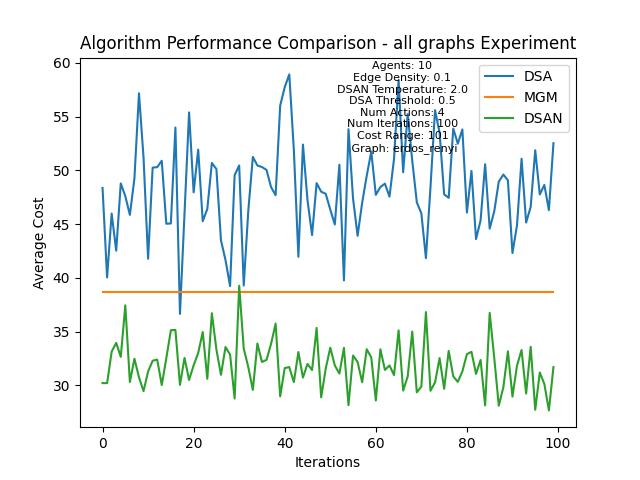 Algorithm Performance Comparison - all graphs Experiment
Agents: 10
Edge Density: 0.1
DSAN Temperature: 2.0
DSA Threshold: 0.5
Num Actions: 4
Num Iterations: 100
Cost Range: 101
Graph: erdos_renyi
DSA
MGM
DSAN
Average Cost
60
55
50
45
40
35
30
0 20 40 60 80 100
Iterations